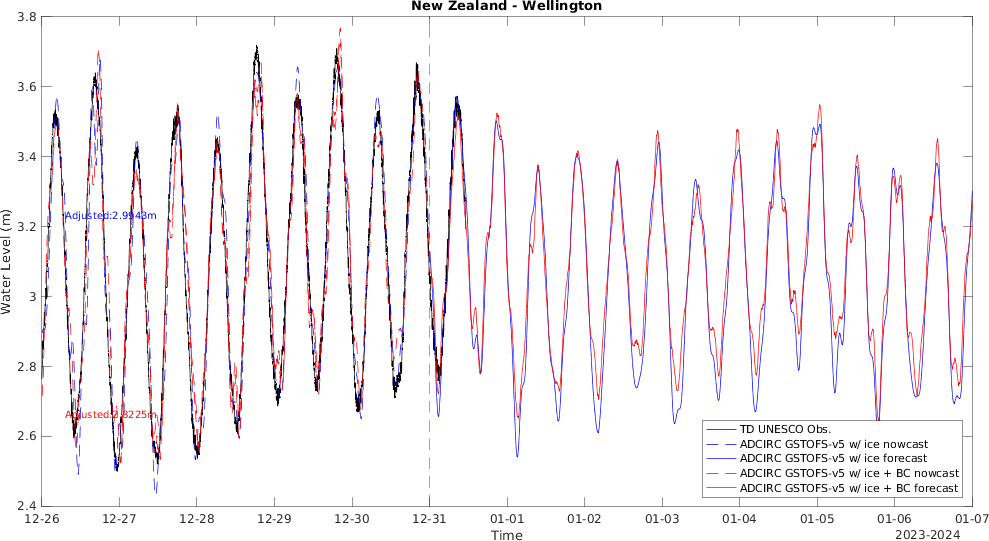 New Zealand - Wellington
3.8
3.6
3.4
3.2
3
2.8
2.6
2.4
Water Level (m)
Adjusted:2.9943m
Adjusted:2.8225m
TD UNESCO Obs.
ADCIRC GSTOFS-v5 w/ ice nowcast
ADCIRC GSTOFS-v5 w/ ice forecast
ADCIRC GSTOFS-v5 w/ ice + BC nowcast
ADCIRC GSTOFS-v5 w/ ice + BC forecast
12-26 12-27 12-28 12-29 12-30 12-31 01-01 01-02 01-03 01-04 01-05 01-06 01-07
Time
2023-2024